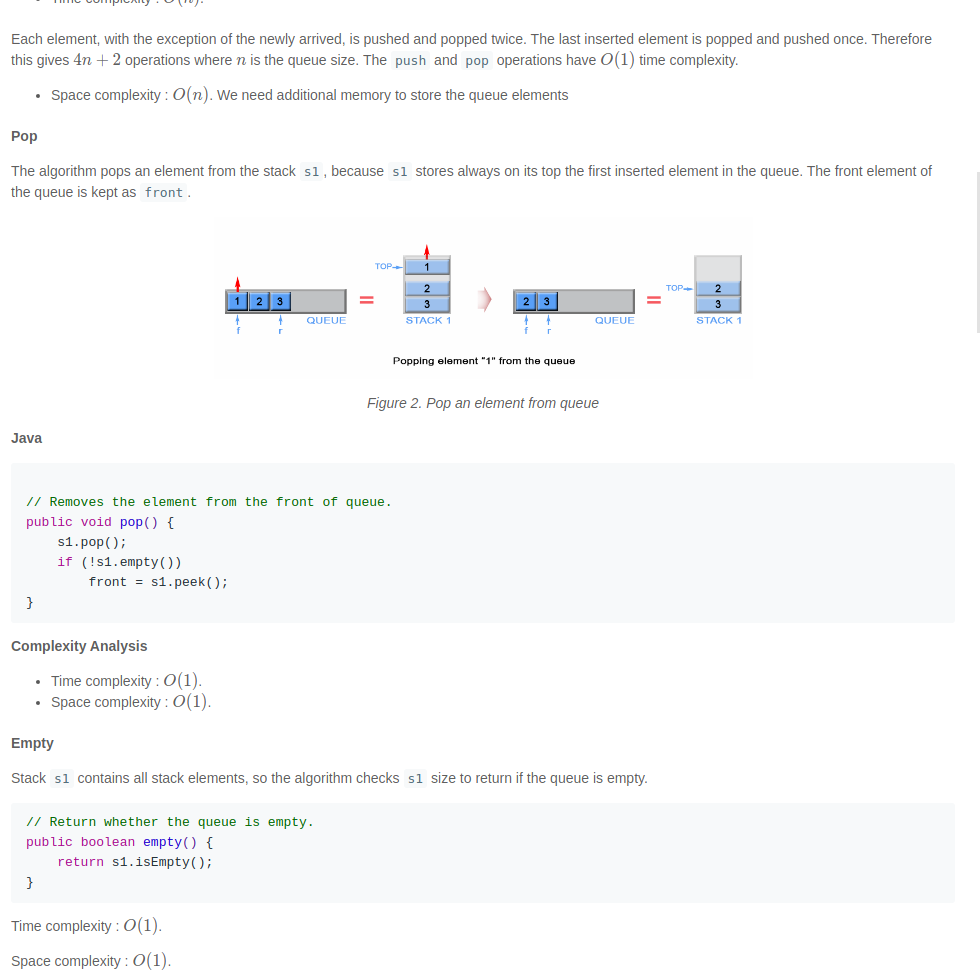 • Time complexity : O(n).
Each element, with the exception of the newly arrived, is pushed and popped twice. The last inserted element is popped and pushed once. Therefore
this gives 4n + 2 operations where n is the queue size. The push and pop operations have O(1) time complexity.
• Space complexity : O(n). We need additional memory to store the queue elements
Pop
The algorithm pops an element from the stack s1, because s1 stores always on its top the first inserted element in the queue. The front element of
the queue is kept as front.
TOP 1
2
3
STACK 1
1 2 3
QUEUE
f r
=
2 3
QUEUE
f r
=
TOP 2
3
STACK 1
Popping element "1" from the queue
Figure 2. Pop an element from queue
Java
// Removes the element from the front of queue.
public void pop() {
    s1.pop();
    if (!s1.empty())
        front = s1.peek();
}
Complexity Analysis
• Time complexity : O(1).
• Space complexity : O(1).
Empty
Stack s1 contains all stack elements, so the algorithm checks s1 size to return if the queue is empty.
// Return whether the queue is empty.
public boolean empty() {
    return s1.isEmpty();
}
Time complexity : O(1).
Space complexity : O(1).